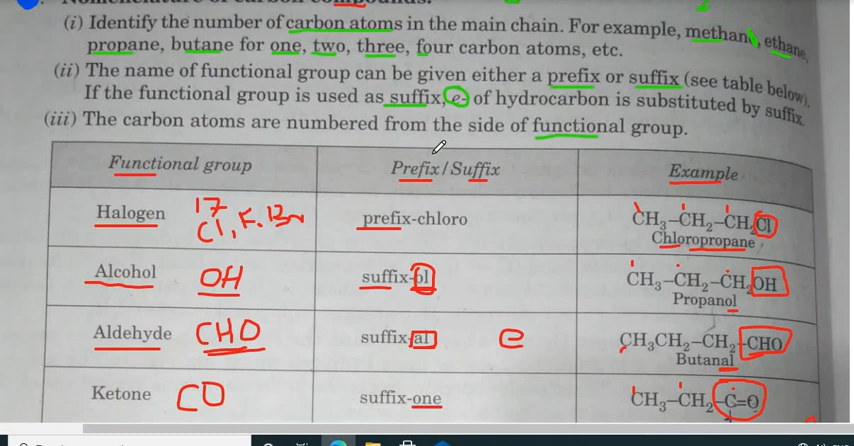 (i) Identify the number of carbon atoms in the main chain. For example, methane, ethane,
propane, butane for one, two, three, four carbon atoms, etc.
(ii) The name of functional group can be given either a prefix or suffix (see table below).
If the functional group is used as suffix, e- of hydrocarbon is substituted by suffix.
(iii) The carbon atoms are numbered from the side of functional group.
Functional group Prefix/Suffix Example
Halogen 17 Cl, F, Br prefix-chloro CH3–CH2–CH2Cl
Chloropropane
Alcohol OH suffix-ol CH3–CH2–CH2OH
Propanol
Aldehyde CHO suffix-al e CH3CH2–CH2–CHO
Butanal
Ketone CO suffix-one CH3–CH2–C=O